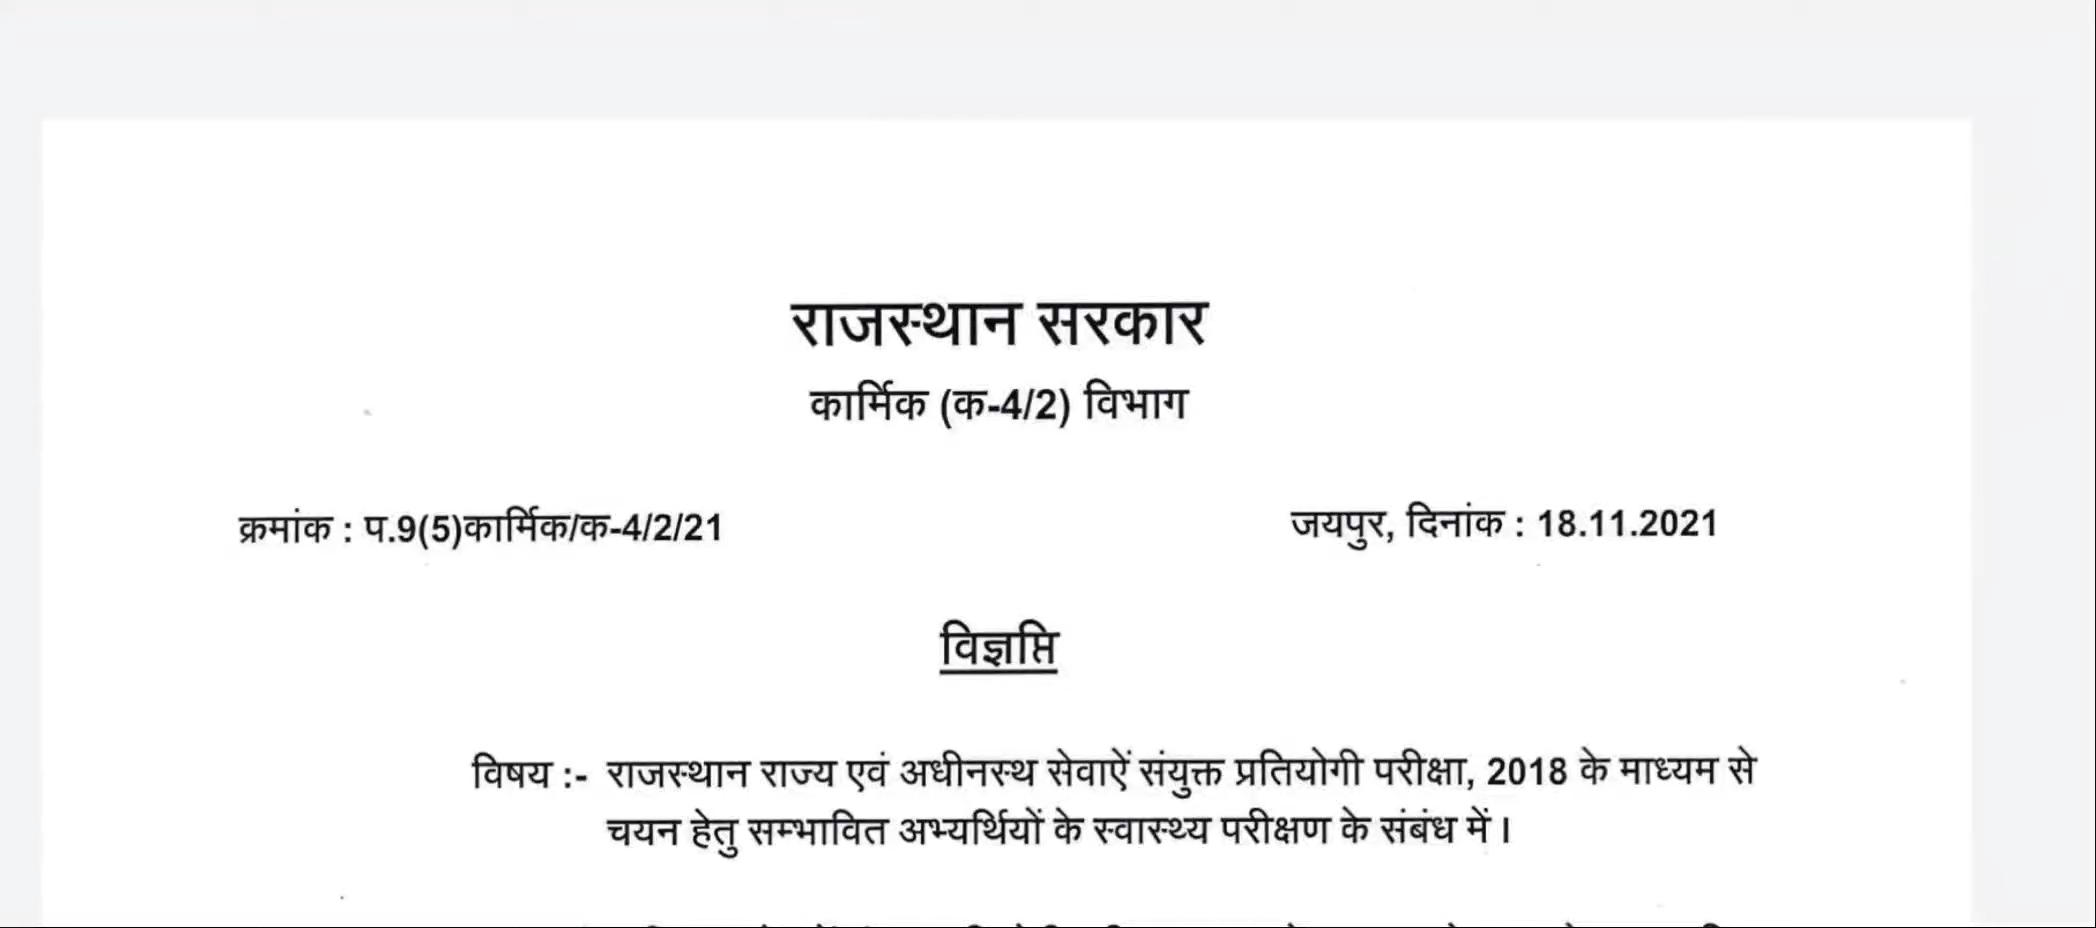 राजस्थान सरकार
कार्मिक (क-4/2) विभाग
क्रमांक : प.9(5)कार्मिक/क-4/2/21 जयपुर, दिनांक : 18.11.2021
विज्ञप्ति
विषय :- राजस्थान राज्य एवं अधीनस्थ सेवाऐं संयुक्त प्रतियोगी परीक्षा, 2018 के माध्यम से
चयन हेतु सम्भावित अभ्यर्थियों के स्वास्थ्य परीक्षण के संबंध में।